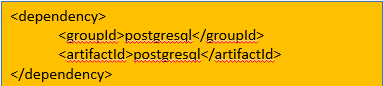 <dependency>
<groupId>postgresql</groupId>
<artifactId>postgresql</artifactId>
</dependency>